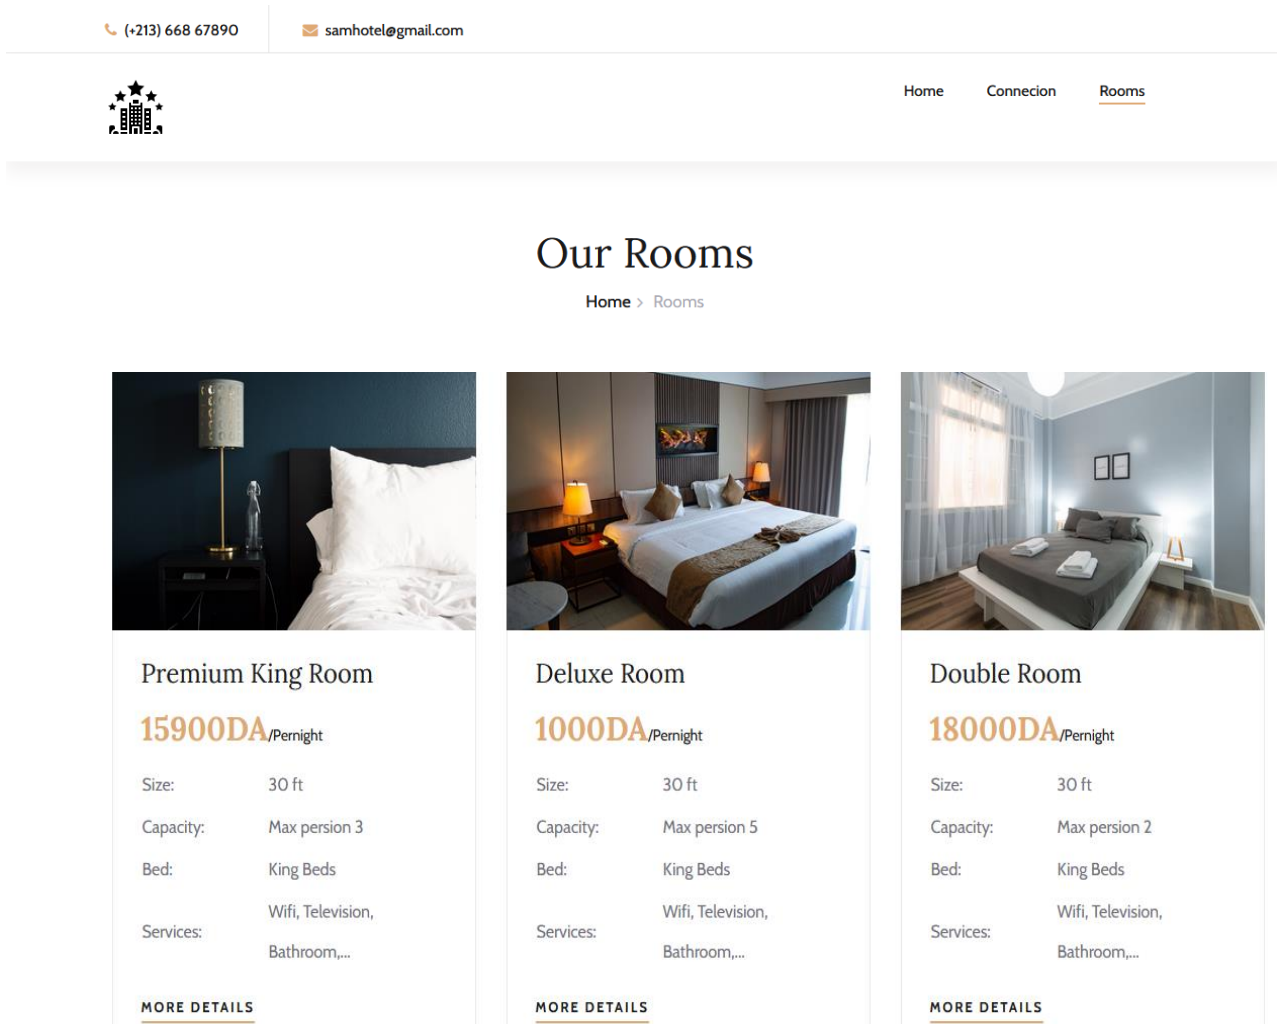 (+213) 668 67890 samhotel@gmail.com
Home Connecion Rooms
Our Rooms
Home > Rooms
Premium King Room
15900DA/Pernight
Size: 30 ft
Capacity: Max persion 3
Bed: King Beds
Services: Wifi, Television,
Bathroom,...
MORE DETAILS
Deluxe Room
1000DA/Pernight
Size: 30 ft
Capacity: Max persion 5
Bed: King Beds
Services: Wifi, Television,
Bathroom,...
MORE DETAILS
Double Room
18000DA/Pernight
Size: 30 ft
Capacity: Max persion 2
Bed: King Beds
Services: Wifi, Television,
Bathroom,...
MORE DETAILS